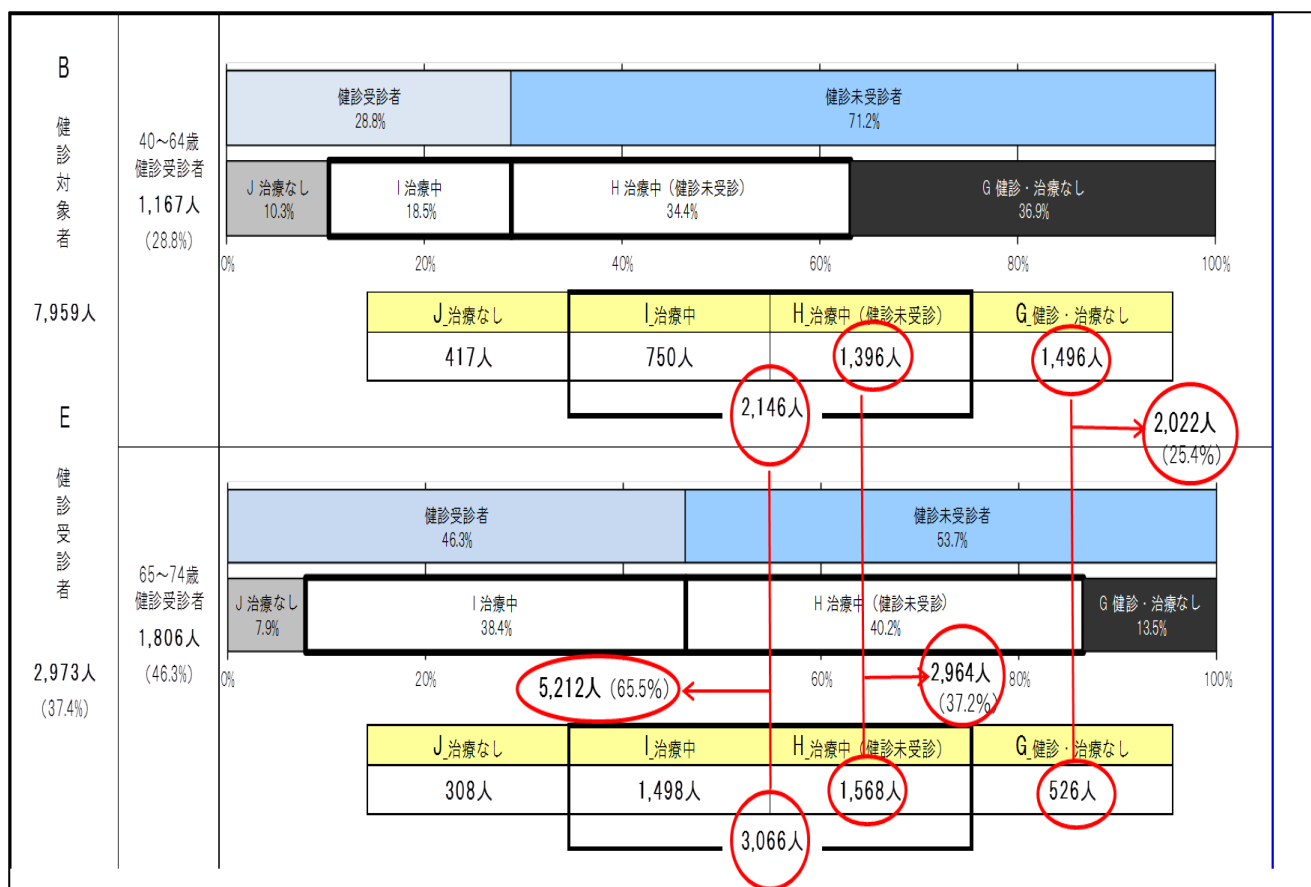 B
健
診
対
象
者
7,959人
E
健
診
受
診
者
2,973人
(37.4%)
40～64歳
健診受診者
1,167人
(28.8%)
健診受診者
28.8%
健診未受診者
71.2%
J 治療なし
10.3%
I 治療中
18.5%
H 治療中（健診未受診）
34.4%
G 健診・治療なし
36.9%
0% 20% 40% 60% 80% 100%
J_治療なし I_治療中 H_治療中（健診未受診） G_健診・治療なし
417人 750人 1,396人 1,496人
2,146人
2,022人
(25.4%)
65～74歳
健診受診者
1,806人
(46.3%)
健診受診者
46.3%
健診未受診者
53.7%
J 治療なし
7.9%
I 治療中
38.4%
H 治療中（健診未受診）
40.2%
G 健診・治療なし
13.5%
0% 20% 60% 80% 100%
5,212人 (65.5%)
2,964人
(37.2%)
J_治療なし I_治療中 H_治療中（健診未受診） G_健診・治療なし
308人 1,498人 1,568人 526人
3,066人